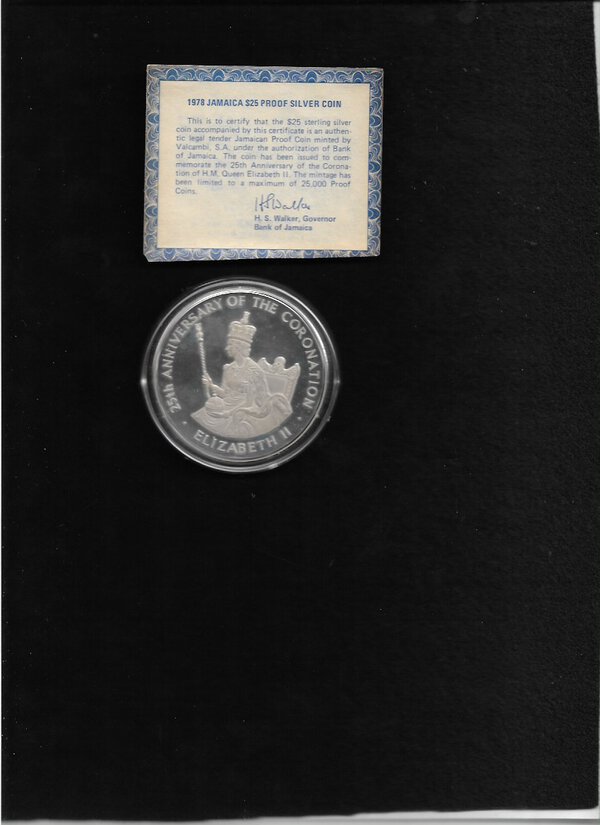 1978 JAMAICA $25 PROOF SILVER COIN
This is to certify that the $25 sterling silver
coin accompanied by this certificate is an authen-
tic legal tender Jamaican Proof Coin minted by
Valcambi, S.A. under the authorization of Bank
of Jamaica. The coin has been issued to com-
memorate the 25th Anniversary of the Corona-
tion of H.M. Queen Elizabeth II. The mintage has
been limited to a maximum of 25,000 Proof
Coins.
HSWalker
H. S. Walker, Governor
Bank of Jamaica
25th ANNIVERSARY OF THE CORONATION
• ELIZABETH II •